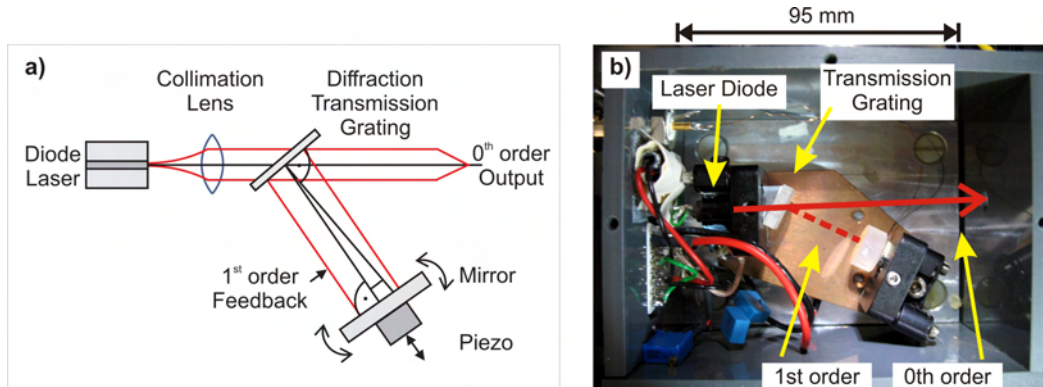 a)
Collimation
Lens
Diffraction
Transmission
Grating
Diode
Laser
0th order
Output
1st order
Feedback
Mirror
Piezo
95 mm
b)
Laser Diode
Transmission
Grating
1st order
0th order